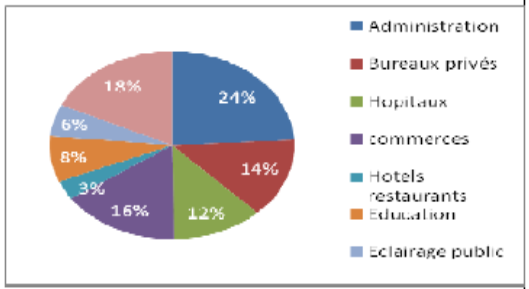 Administration
Bureaux privés
Hopitaux
commerces
Hotels
restaurants
Education
Eclairage public
18%
24%
6%
8%
14%
3%
16%
12%